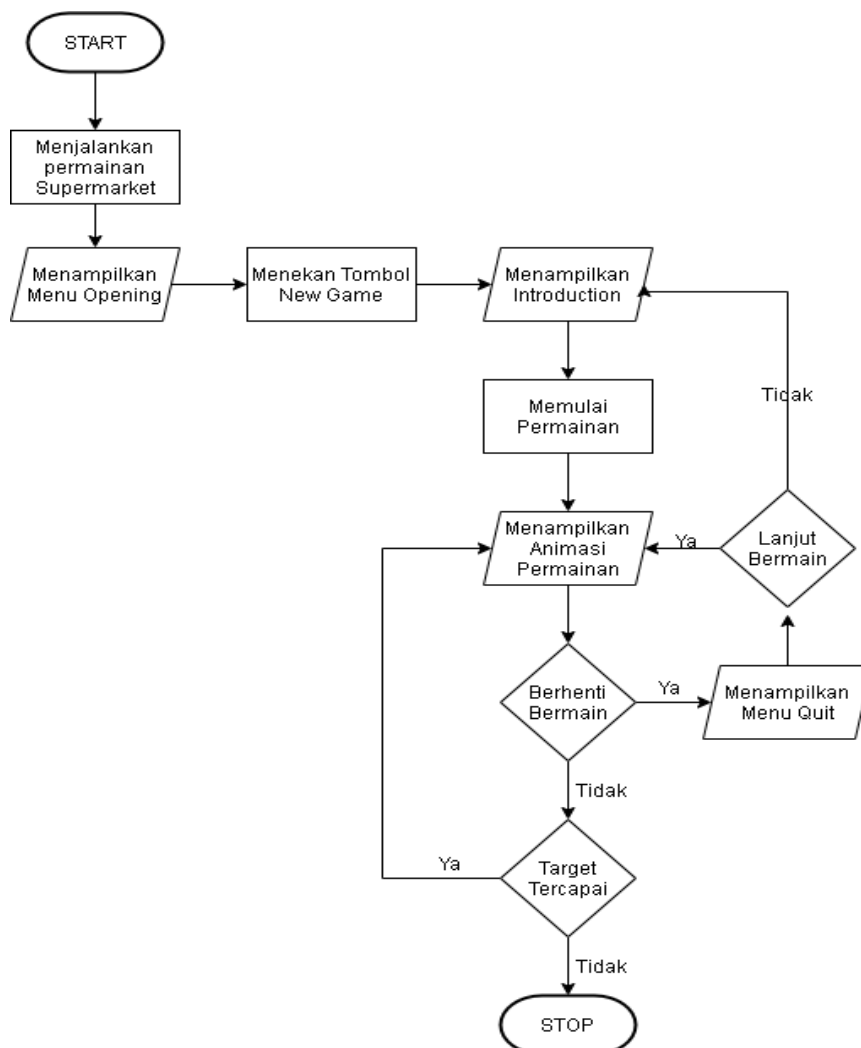 START
Menjalankan
permainan
Supermarket
Menampilkan
Menu Opening
Menekan Tombol
New Game
Menampilkan
Introduction
Tidak
Memulai
Permainan
Menampilkan
Animasi
Permainan
Ya
Lanjut
Bermain
Berhenti
Bermain
Ya
Menampilkan
Menu Quit
Tidak
Ya
Target
Tercapai
Tidak
STOP